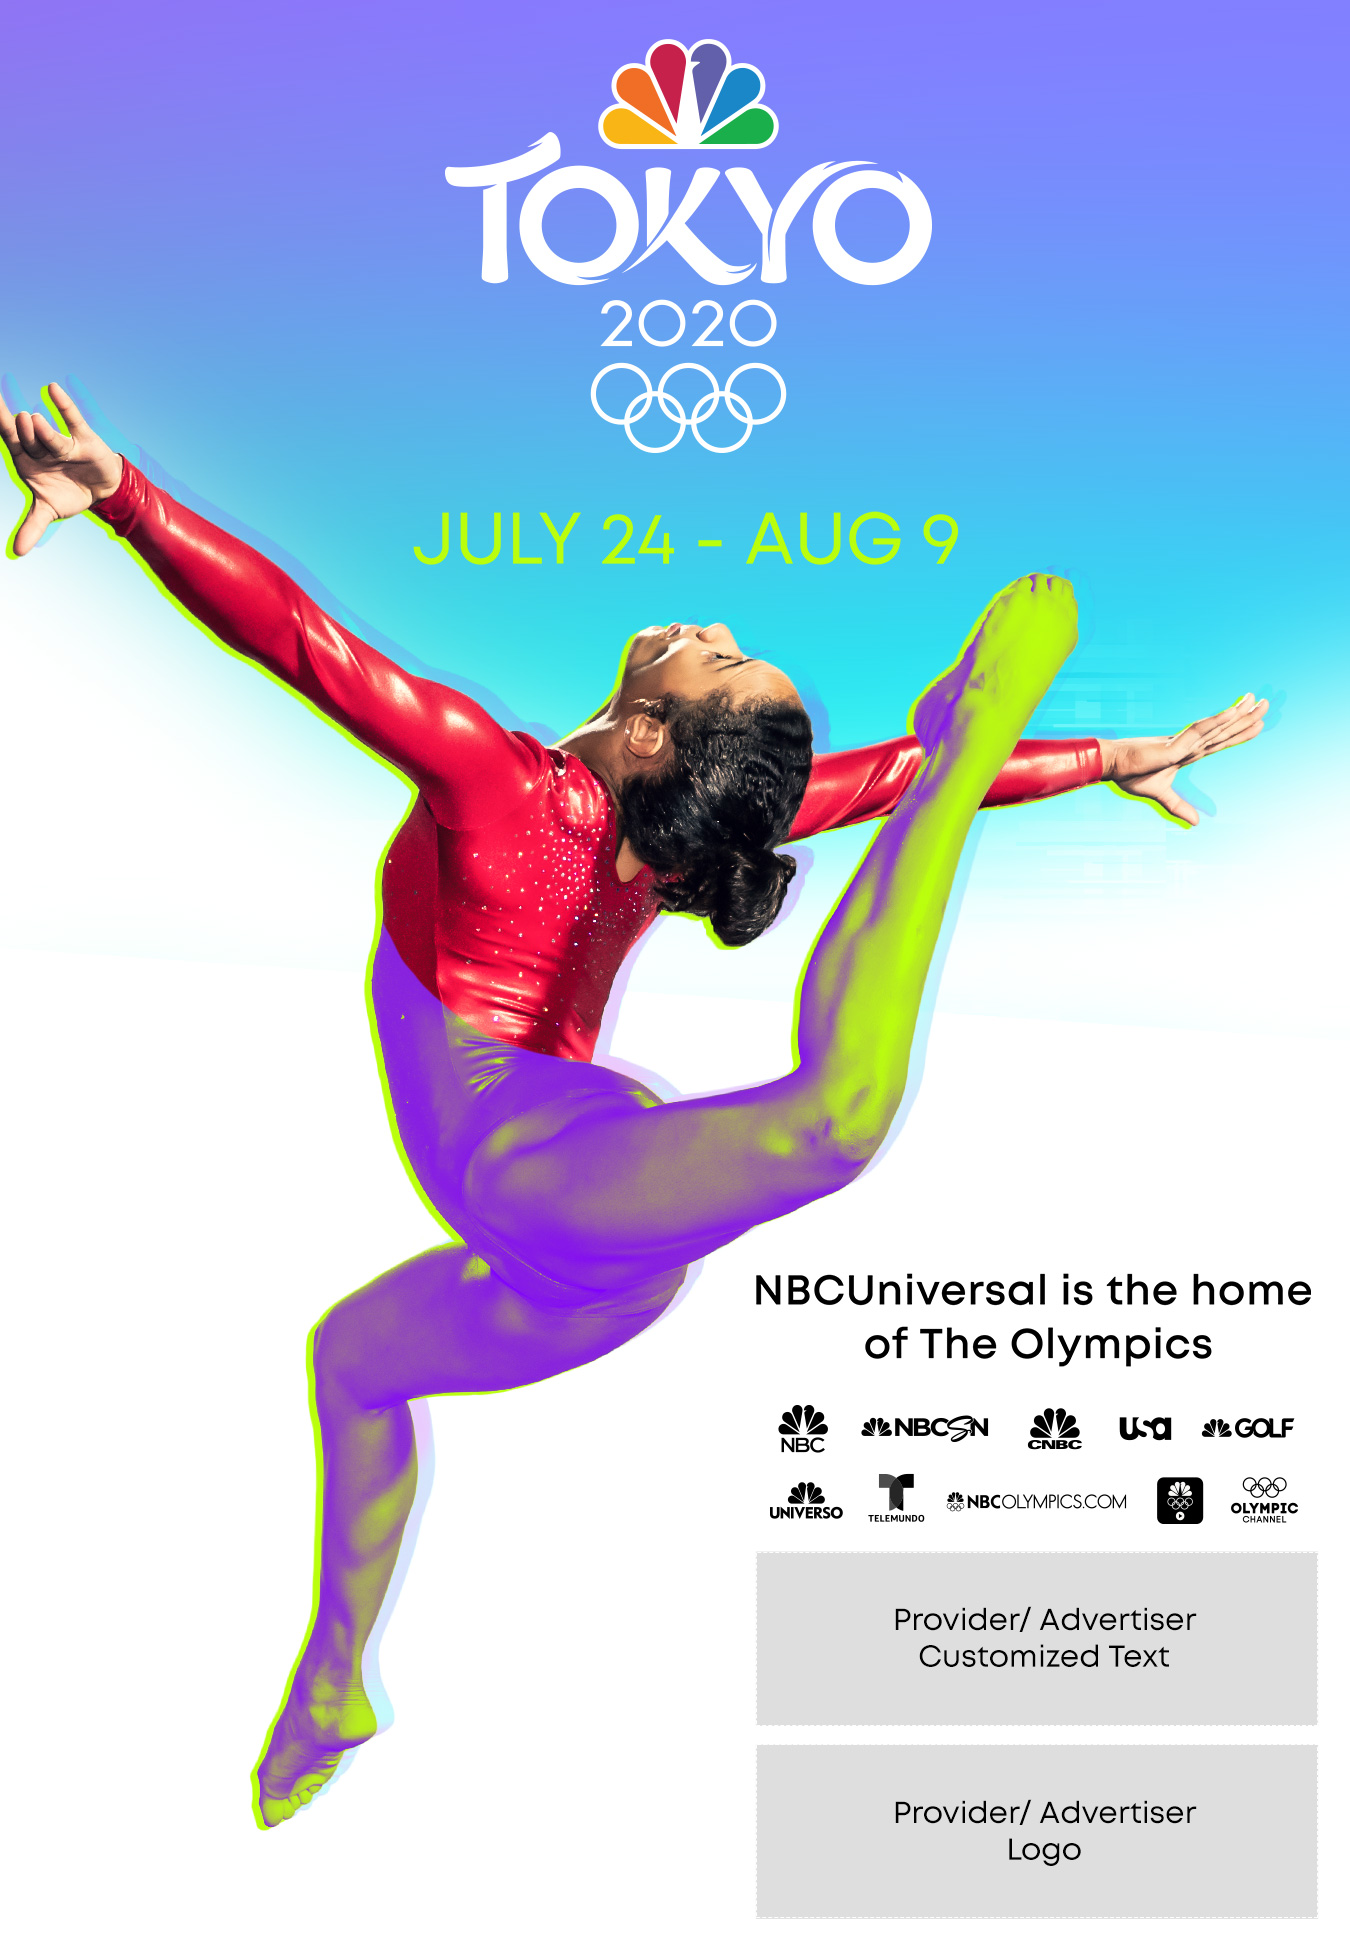 TOKYO
2020
JULY 24 - AUG 9
NBCUniversal is the home
of The Olympics
NBC NBCSN CNBC USA GOLF
UNIVERSO TELEMUNDO NBCOLYMPICS.COM OLYMPIC
CHANNEL
Provider/ Advertiser
Customized Text
Provider/ Advertiser
Logo